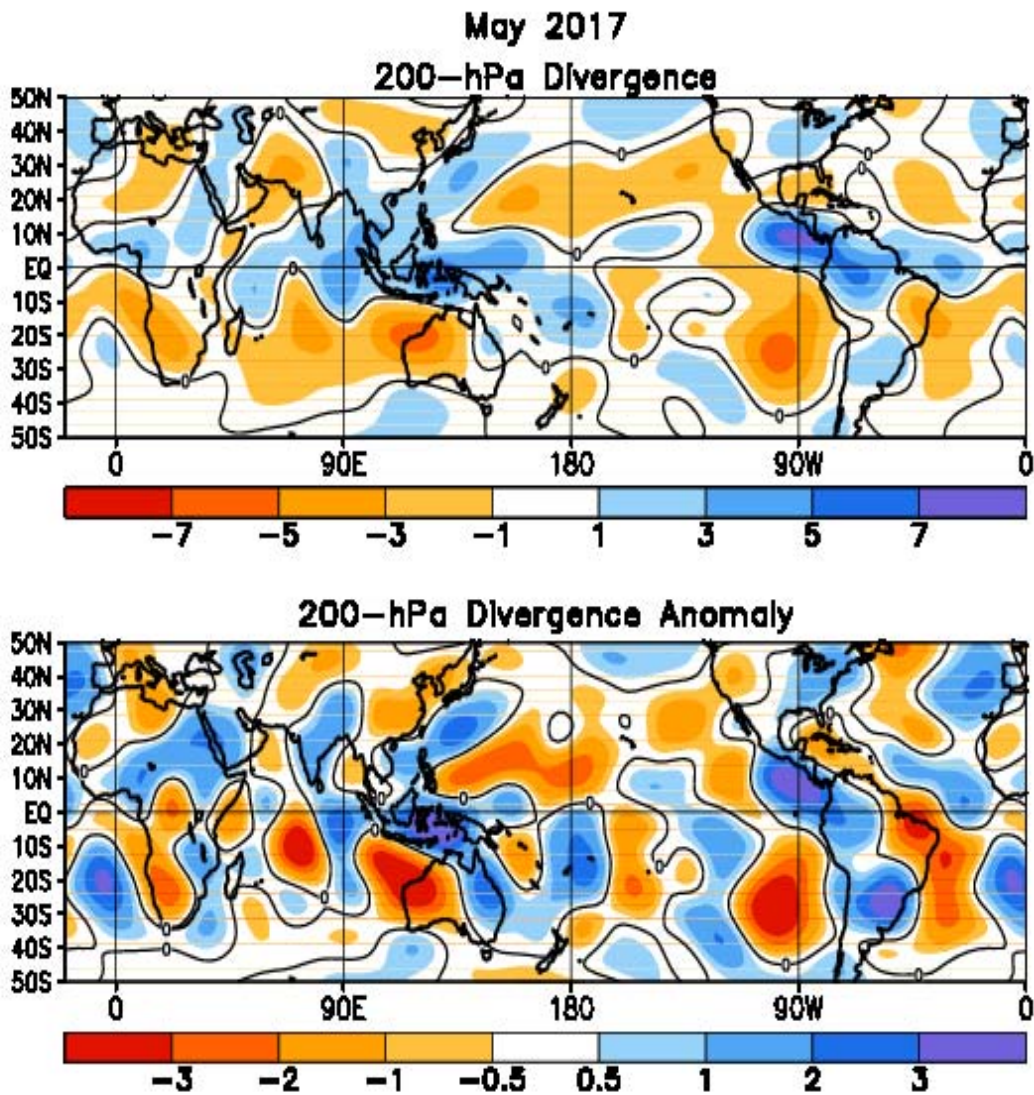 May 2017
200-hPa Divergence
50N
40N
30N
20N
10N
EQ
10S
20S
30S
40S
50S
0 90E 180 90W 0
-7 -5 -3 -1 1 3 5 7
200-hPa Divergence Anomaly
50N
40N
30N
20N
10N
EQ
10S
20S
30S
40S
50S
0 90E 180 90W 0
-3 -2 -1 -0.5 0.5 1 2 3